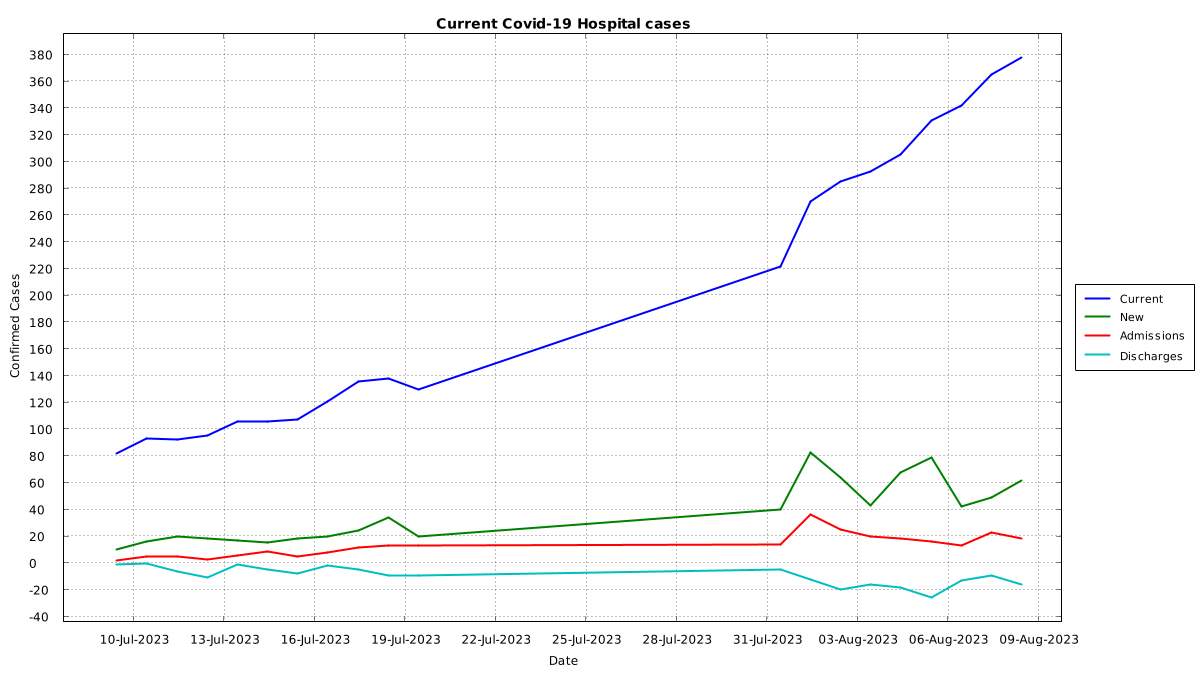 Current Covid-19 Hospital cases
380
360
340
320
300
280
260
240
220
200
180
160
140
120
100
80
60
40
20
0
-20
-40
Confirmed Cases
10-Jul-2023 13-Jul-2023 16-Jul-2023 19-Jul-2023 22-Jul-2023 25-Jul-2023 28-Jul-2023 31-Jul-2023 03-Aug-2023 06-Aug-2023 09-Aug-2023
Date
Current
New
Admissions
Discharges